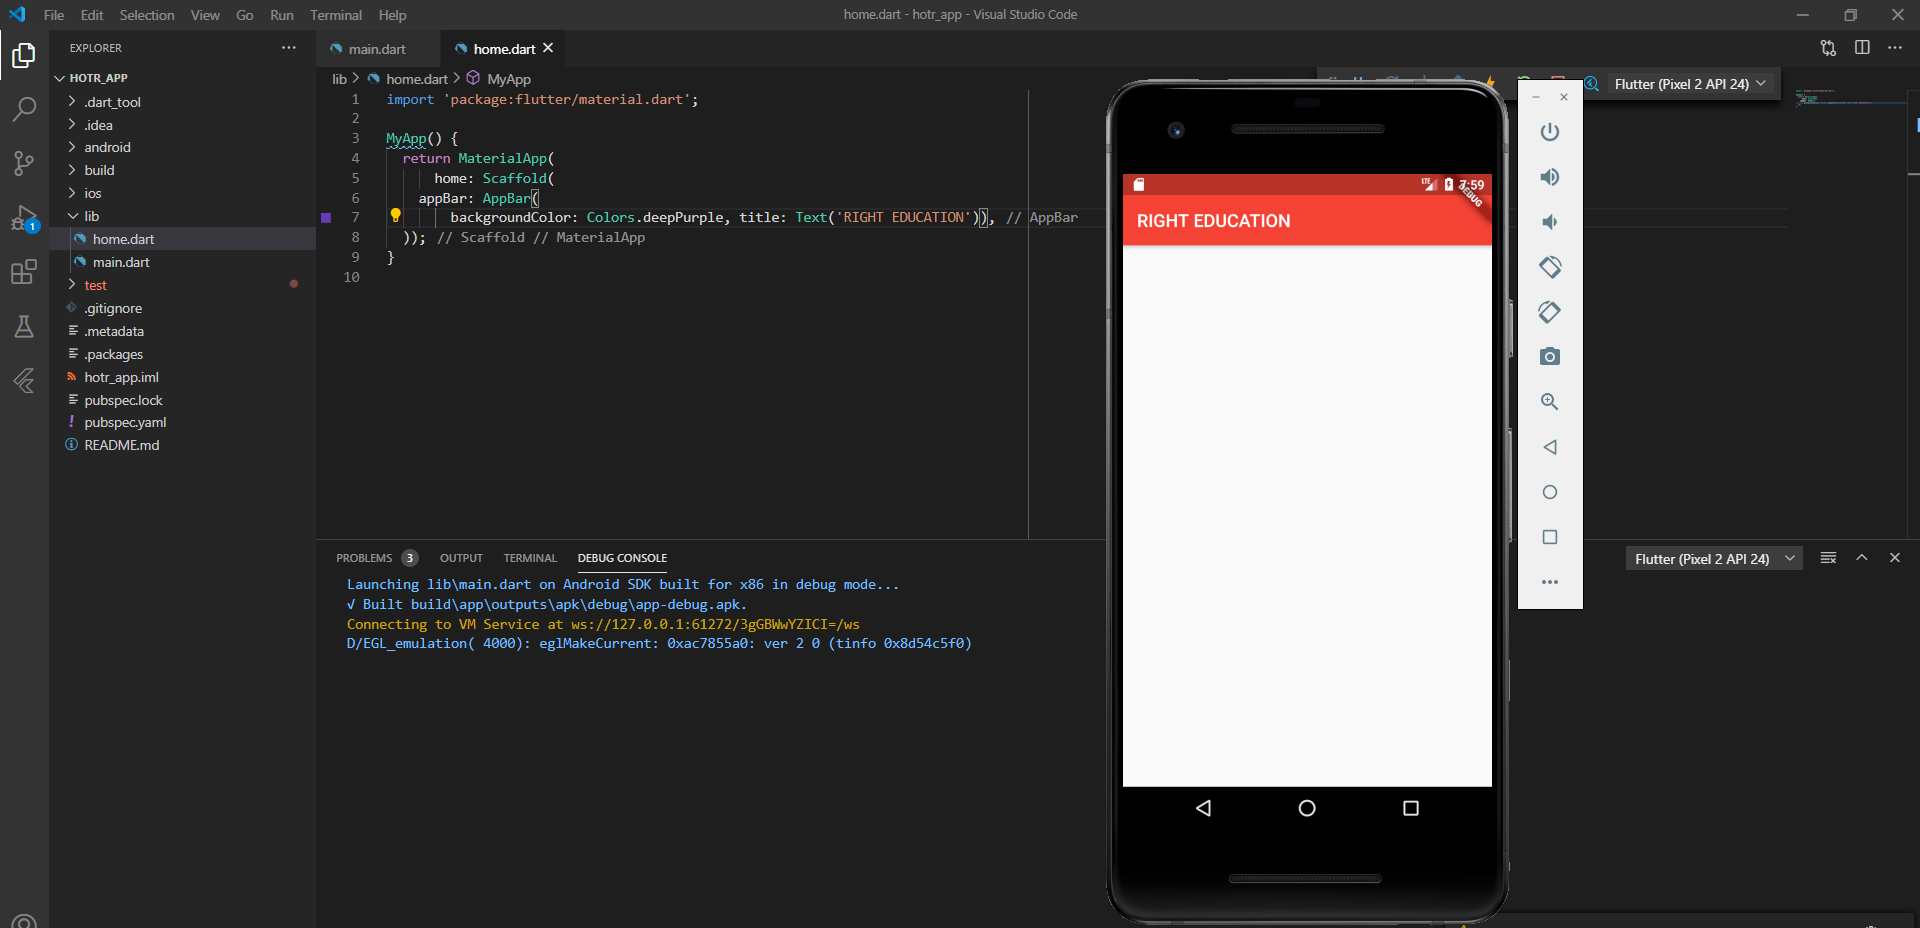 File Edit Selection View Go Run Terminal Help
home.dart - hotr_app - Visual Studio Code
EXPLORER
HOTR_APP
.dart_tool
.idea
android
build
ios
lib
home.dart
main.dart
test
.gitignore
.metadata
.packages
hotr_app.iml
pubspec.lock
pubspec.yaml
README.md
1
main.dart
home.dart
lib > home.dart > MyApp
1 import 'package:flutter/material.dart';
2
3 MyApp() {
4 return MaterialApp(
5 home: Scaffold(
6 appBar: AppBar(
7 backgroundColor: Colors.deepPurple, title: Text('RIGHT EDUCATION')), // AppBar
8 )); // Scaffold // MaterialApp
9 }
10
Flutter (Pixel 2 API 24)
LTE 7:59
DEBUG
RIGHT EDUCATION
PROBLEMS 3 OUTPUT TERMINAL DEBUG CONSOLE
Flutter (Pixel 2 API 24)
Launching lib\main.dart on Android SDK built for x86 in debug mode...
√ Built build\app\outputs\apk\debug\app-debug.apk.
Connecting to VM Service at ws://127.0.0.1:61272/3gGBWwYZICI=/ws
D/EGL_emulation( 4000): eglMakeCurrent: 0xac7855a0: ver 2 0 (tinfo 0x8d54c5f0)